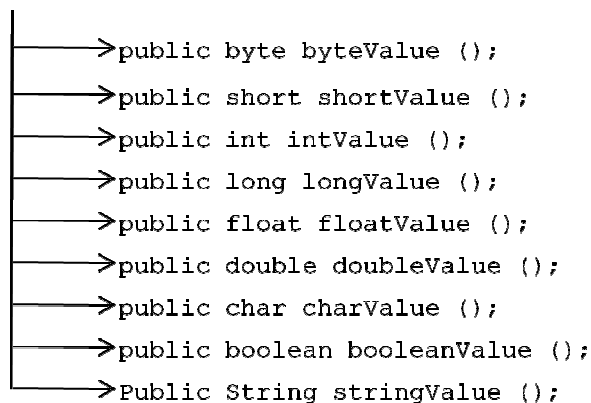 public byte byteValue ();
public short shortValue ();
public int intValue ();
public long longValue ();
public float floatValue ();
public double doubleValue ();
public char charValue ();
public boolean booleanValue ();
Public String stringValue ();